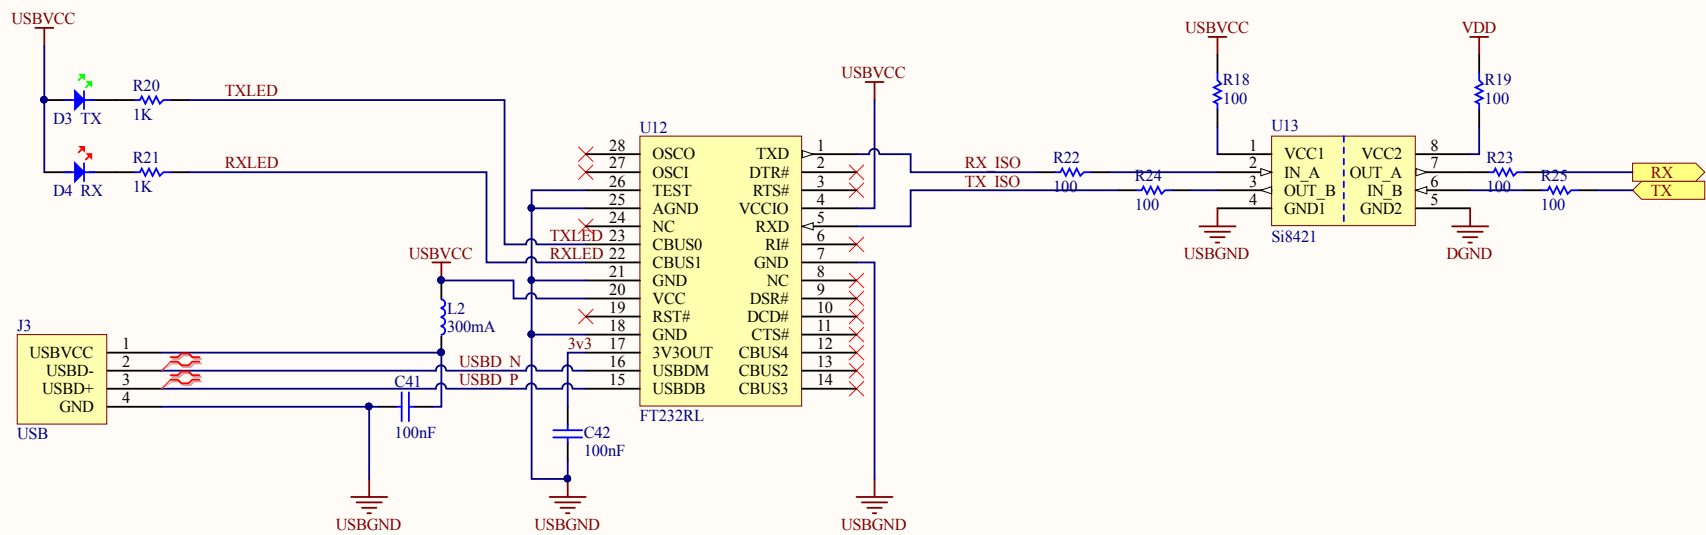 USBVCC
D3 TX
R20
1K
TXLED
D4 RX
R21
1K
RXLED
J3
USBVCC 1
USBD- 2
USBD+ 3
GND 4
USB
USBVCC
L2
300mA
C41
100nF
USBGND
USBD_N
USBD_P
TXLED
RXLED
3v3
C42
100nF
USBGND
U12
28 OSCO
27 OSCI
26 TEST
25 AGND
24 NC
23 CBUS0
22 CBUS1
21 GND
20 VCC
19 RST#
18 GND
17 3V3OUT
16 USBDM
15 USBDB
TXD 1
DTR# 2
RTS# 3
VCCIO 4
RXD 5
RI# 6
GND 7
NC 8
DSR# 9
DCD# 10
CTS# 11
CBUS4 12
CBUS2 13
CBUS3 14
FT232RL
USBVCC
USBGND
RX_ISO
TX_ISO
R22
100
R24
100
USBVCC
R18
100
U13
1 VCC1
2 IN_A
3 OUT_B
4 GND1
VCC2 8
OUT_A 7
IN_B 6
GND2 5
Si8421
USBGND
VDD
R19
100
R23
100
R25
100
DGND
RX
TX